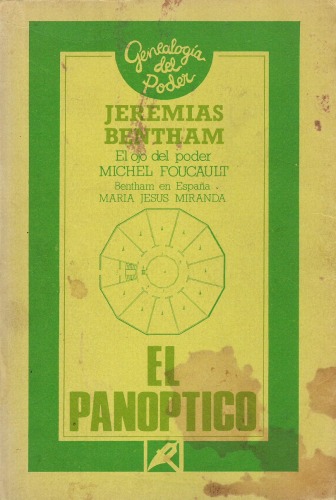 Genealogía
del
Poder
JEREMIAS
BENTHAM
El ojo del poder
MICHEL FOUCAULT
Bentham en España
MARIA JESUS MIRANDA
EL
PANOPTICO